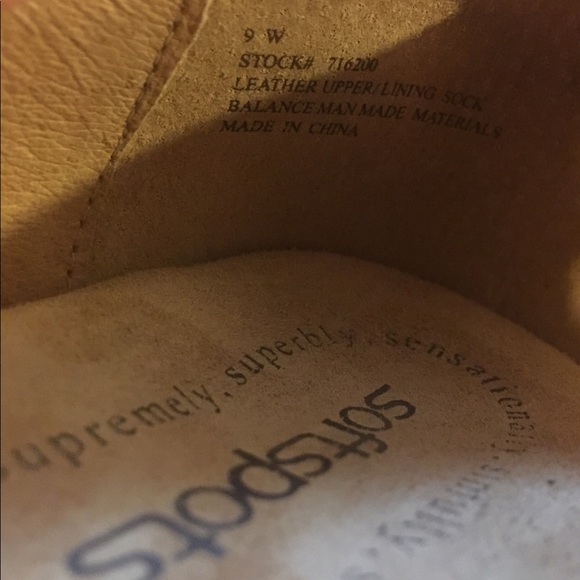 9 W
STOCK# 716200
LEATHER UPPER/LINING SOCK
BALANCE MAN MADE MATERIALS
MADE IN CHINA
supremely, superbly, sensationally,
softspots